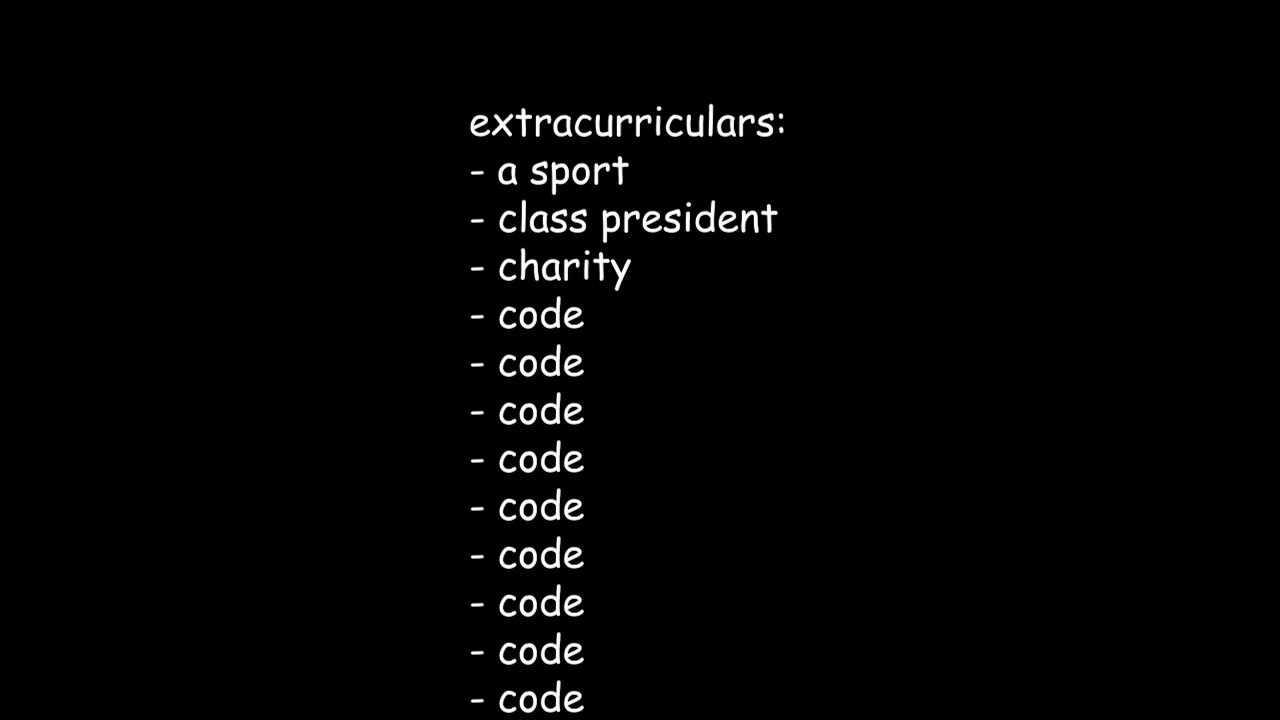 extracurriculars:
- a sport
- class president
- charity
- code
- code
- code
- code
- code
- code
- code
- code
- code